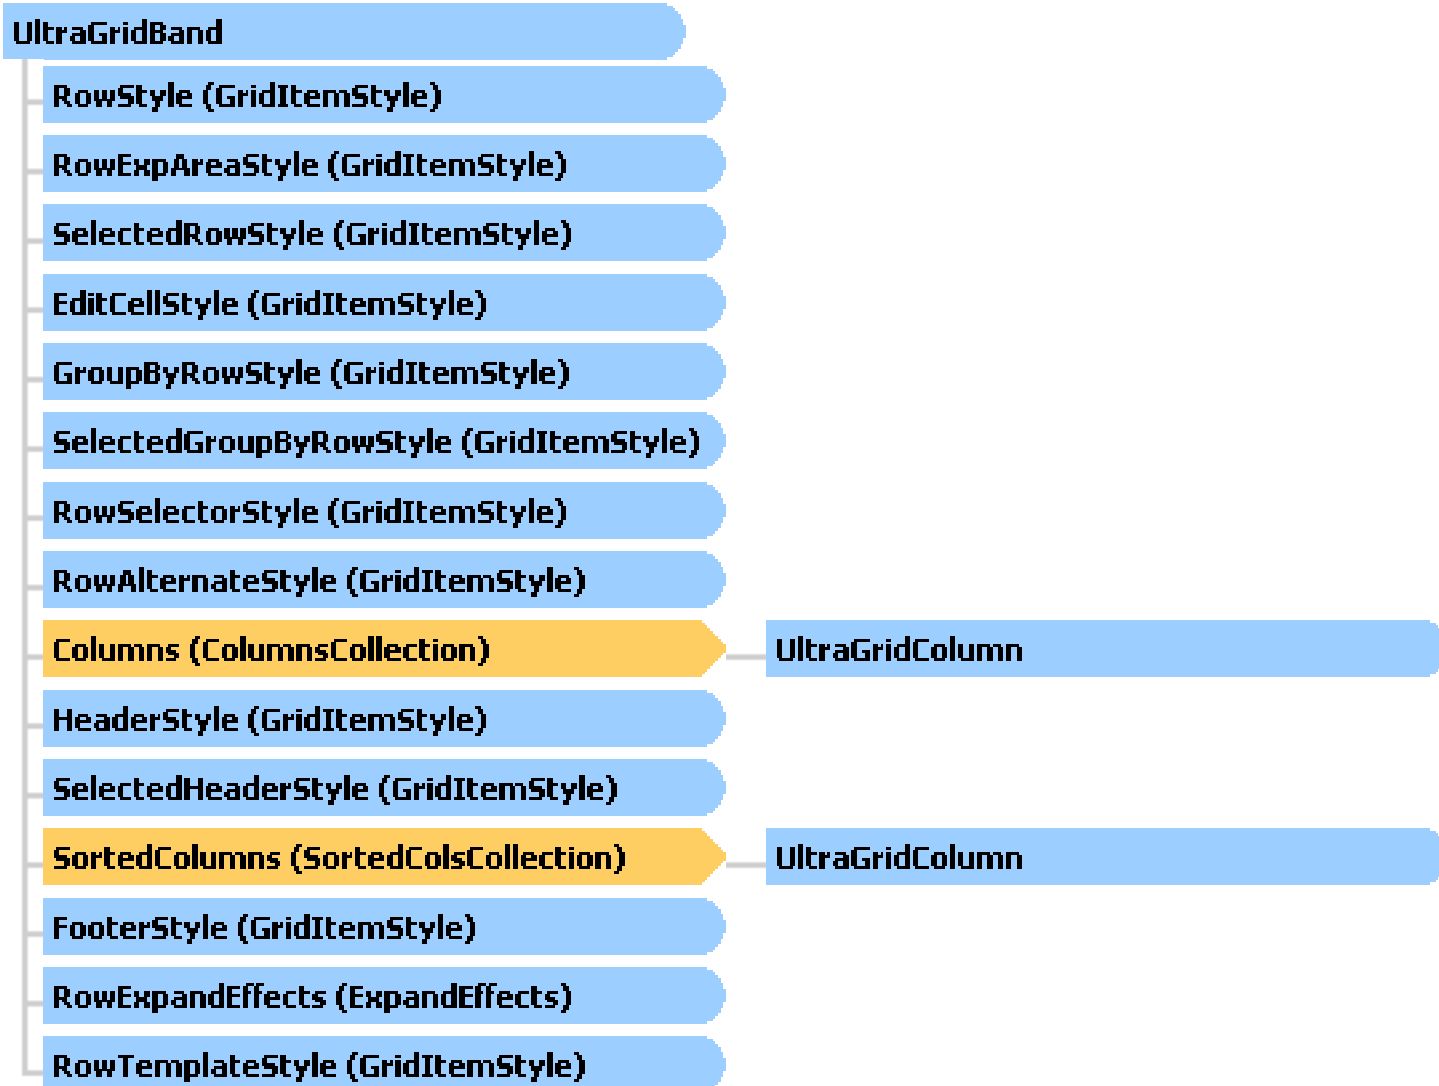 UltraGridBand
RowStyle (GridItemStyle)
RowExpAreaStyle (GridItemStyle)
SelectedRowStyle (GridItemStyle)
EditCellStyle (GridItemStyle)
GroupByRowStyle (GridItemStyle)
SelectedGroupByRowStyle (GridItemStyle)
RowSelectorStyle (GridItemStyle)
RowAlternateStyle (GridItemStyle)
Columns (ColumnsCollection) UltraGridColumn
HeaderStyle (GridItemStyle)
SelectedHeaderStyle (GridItemStyle)
SortedColumns (SortedColsCollection) UltraGridColumn
FooterStyle (GridItemStyle)
RowExpandEffects (ExpandEffects)
RowTemplateStyle (GridItemStyle)